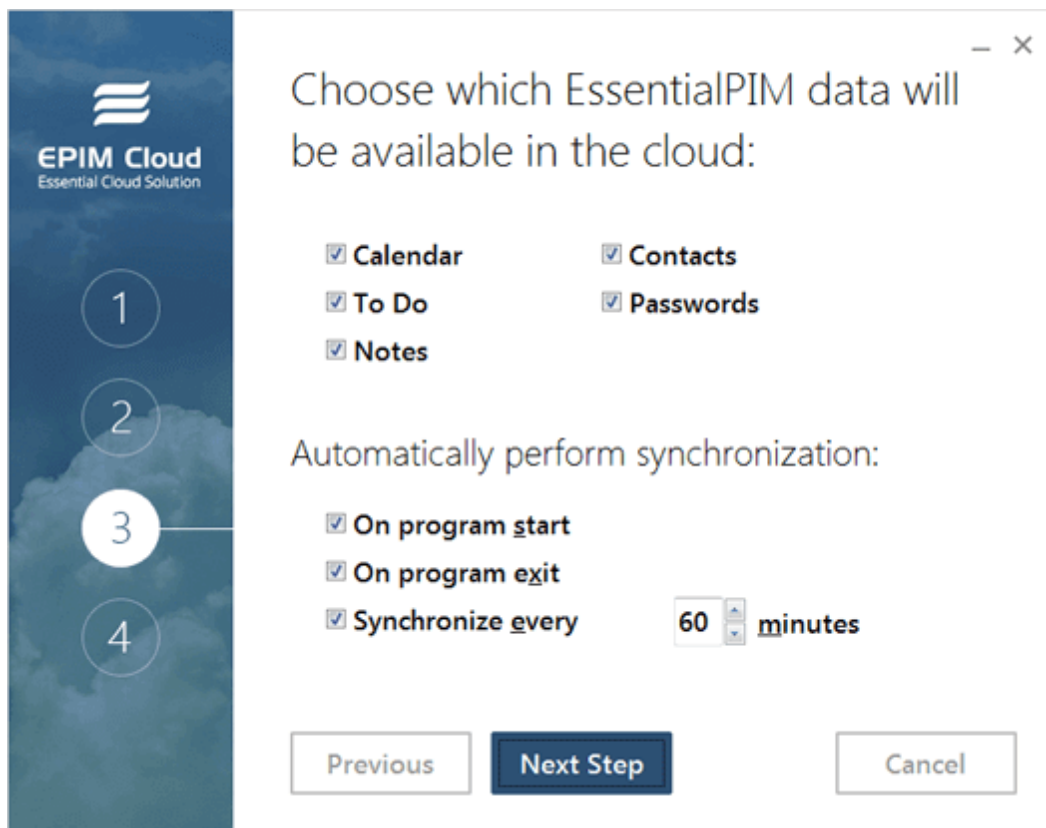 EPIM Cloud
Essential Cloud Solution
1
2
3
4
Choose which EssentialPIM data will
be available in the cloud:
Calendar
Contacts
To Do
Passwords
Notes
Automatically perform synchronization:
On program start
On program exit
Synchronize every 60 minutes
Previous
Next Step
Cancel